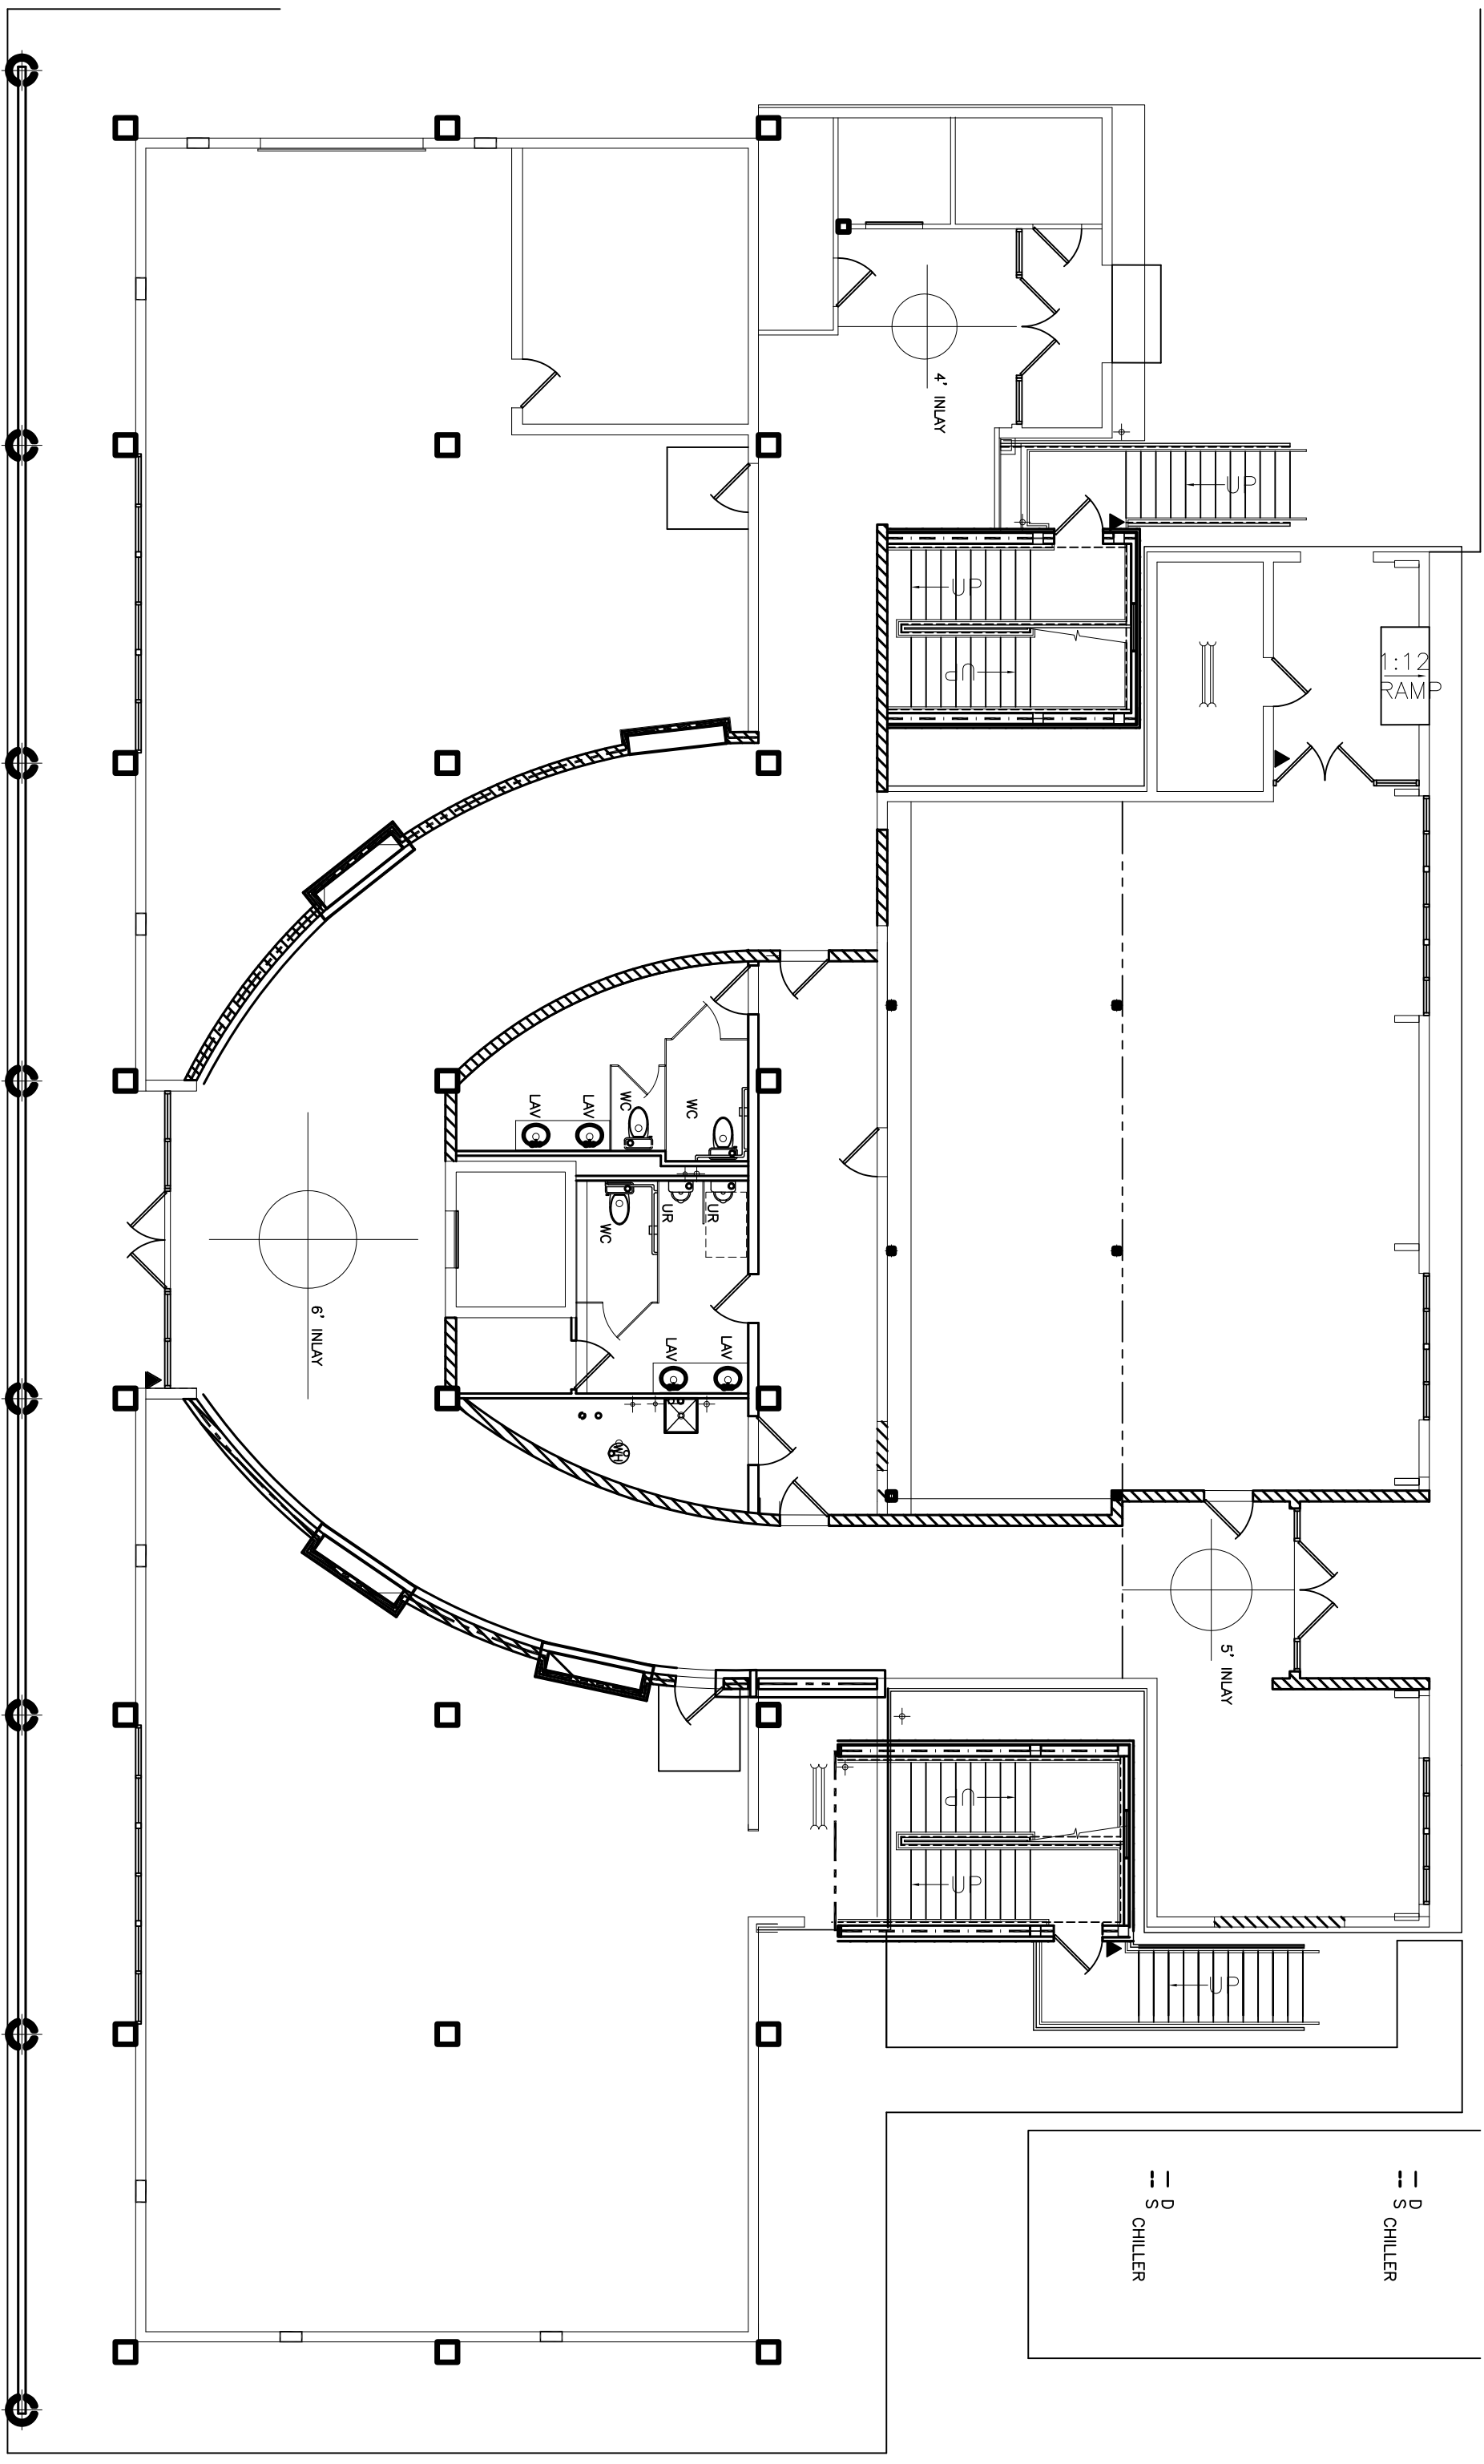 4' INLAY
UP
UP
UP
1:12
RAMP
WC
WC
LAV
LAV
UR
UR
WC
6' INLAY
LAV
LAV
WH
5' INLAY
UP
UP
UP
D
S CHILLER
D
S CHILLER